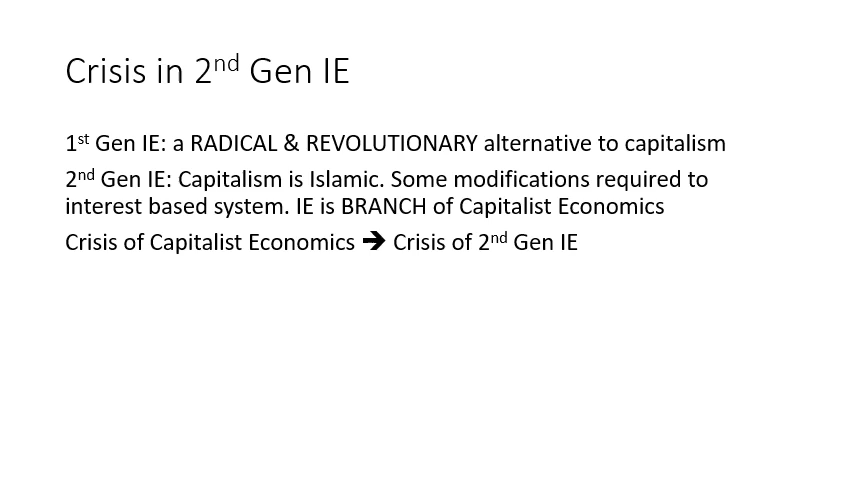 Crisis in 2nd Gen IE
1st Gen IE: a RADICAL & REVOLUTIONARY alternative to capitalism
2nd Gen IE: Capitalism is Islamic. Some modifications required to
interest based system. IE is BRANCH of Capitalist Economics
Crisis of Capitalist Economics ➔ Crisis of 2nd Gen IE